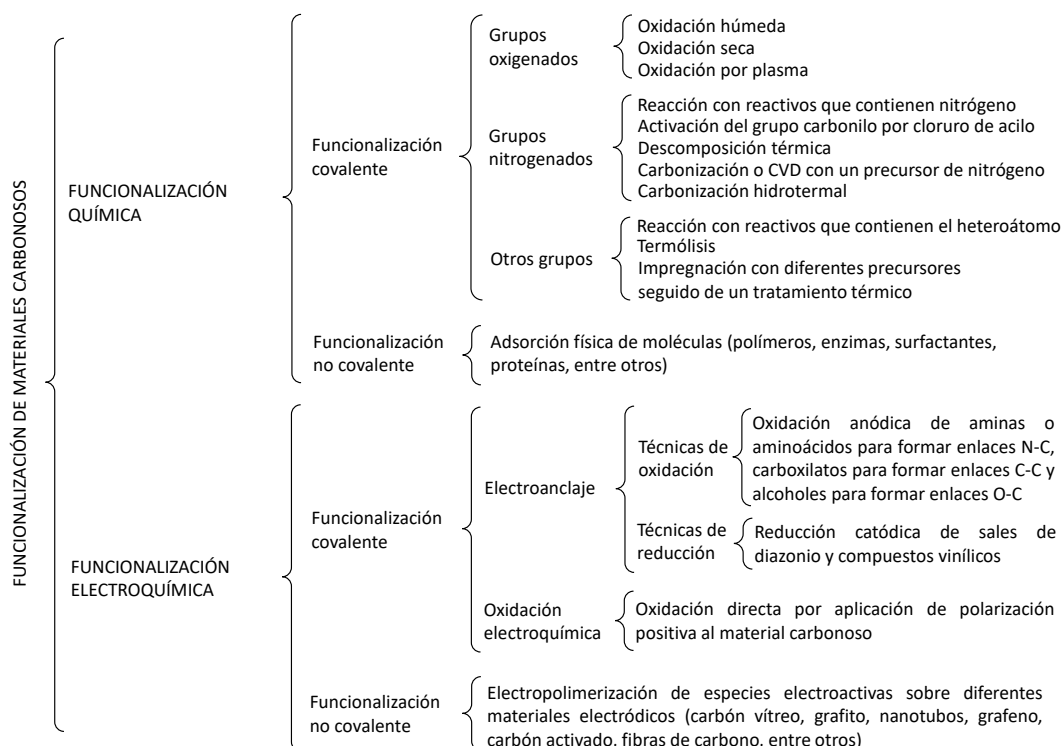 FUNCIONALIZACIÓN DE MATERIALES CARBONOSOS
FUNCIONALIZACIÓN
QUÍMICA
Funcionalización
covalente
Grupos
oxigenados
Oxidación húmeda
Oxidación seca
Oxidación por plasma
Grupos
nitrogenados
Reacción con reactivos que contienen nitrógeno
Activación del grupo carbonilo por cloruro de acilo
Descomposición térmica
Carbonización o CVD con un precursor de nitrógeno
Carbonización hidrotermal
Otros grupos
Reacción con reactivos que contienen el heteroátomo
Termólisis
Impregnación con diferentes precursores
seguido de un tratamiento térmico
Funcionalización
no covalente
Adsorción física de moléculas (polímeros, enzimas, surfactantes,
proteínas, entre otros)
FUNCIONALIZACIÓN
ELECTROQUÍMICA
Funcionalización
covalente
Electroanclaje
Técnicas de
oxidación
Oxidación anódica de aminas o
aminoácidos para formar enlaces N-C,
carboxilatos para formar enlaces C-C y
alcoholes para formar enlaces O-C
Técnicas de
reducción
Reducción catódica de sales de
diazonio y compuestos vinílicos
Oxidación
electroquímica
Oxidación directa por aplicación de polarización
positiva al material carbonoso
Funcionalización
no covalente
Electropolimerización de especies electroactivas sobre diferentes
materiales electródicos (carbón vítreo, grafito, nanotubos, grafeno,
carbón activado, fibras de carbono, entre otros)